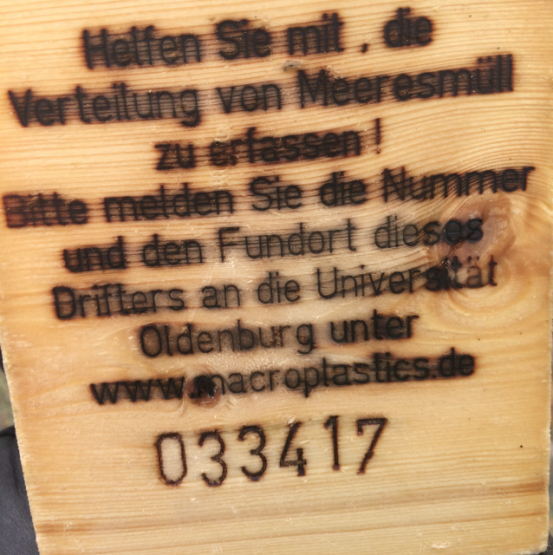 Helfen Sie mit , die
Verteilung von Meeresmüll
zu erfassen !
Bitte melden Sie die Nummer
und den Fundort dieses
Drifters an die Universität
Oldenburg unter
www.macroplastics.de
033417